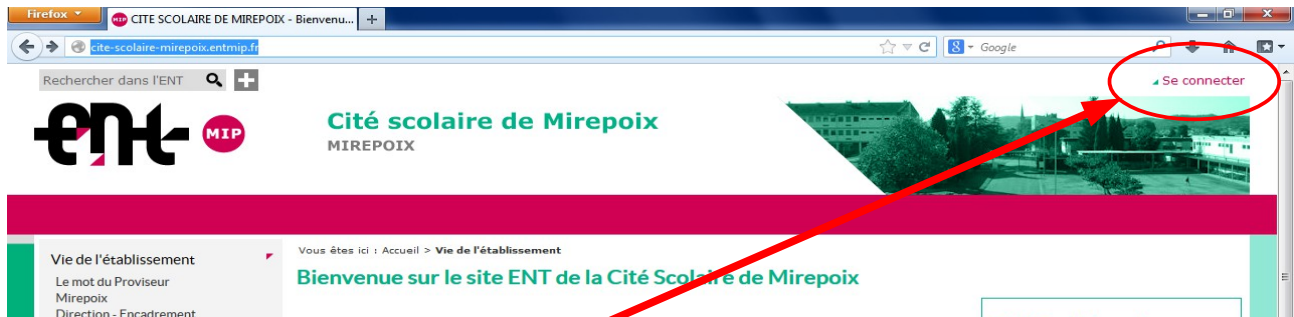 Firefox
CITE SCOLAIRE DE MIREPOIX - Bienvenu...
cite-scolaire-mirepoix.entmip.fr
Google
Rechercher dans l'ENT
Se connecter
ent MIP
Cité scolaire de Mirepoix
MIREPOIX
Vous êtes ici : Accueil > Vie de l'établissement
Vie de l'établissement
Bienvenue sur le site ENT de la Cité Scolaire de Mirepoix
Le mot du Proviseur
Mirepoix
Direction - Encadrement